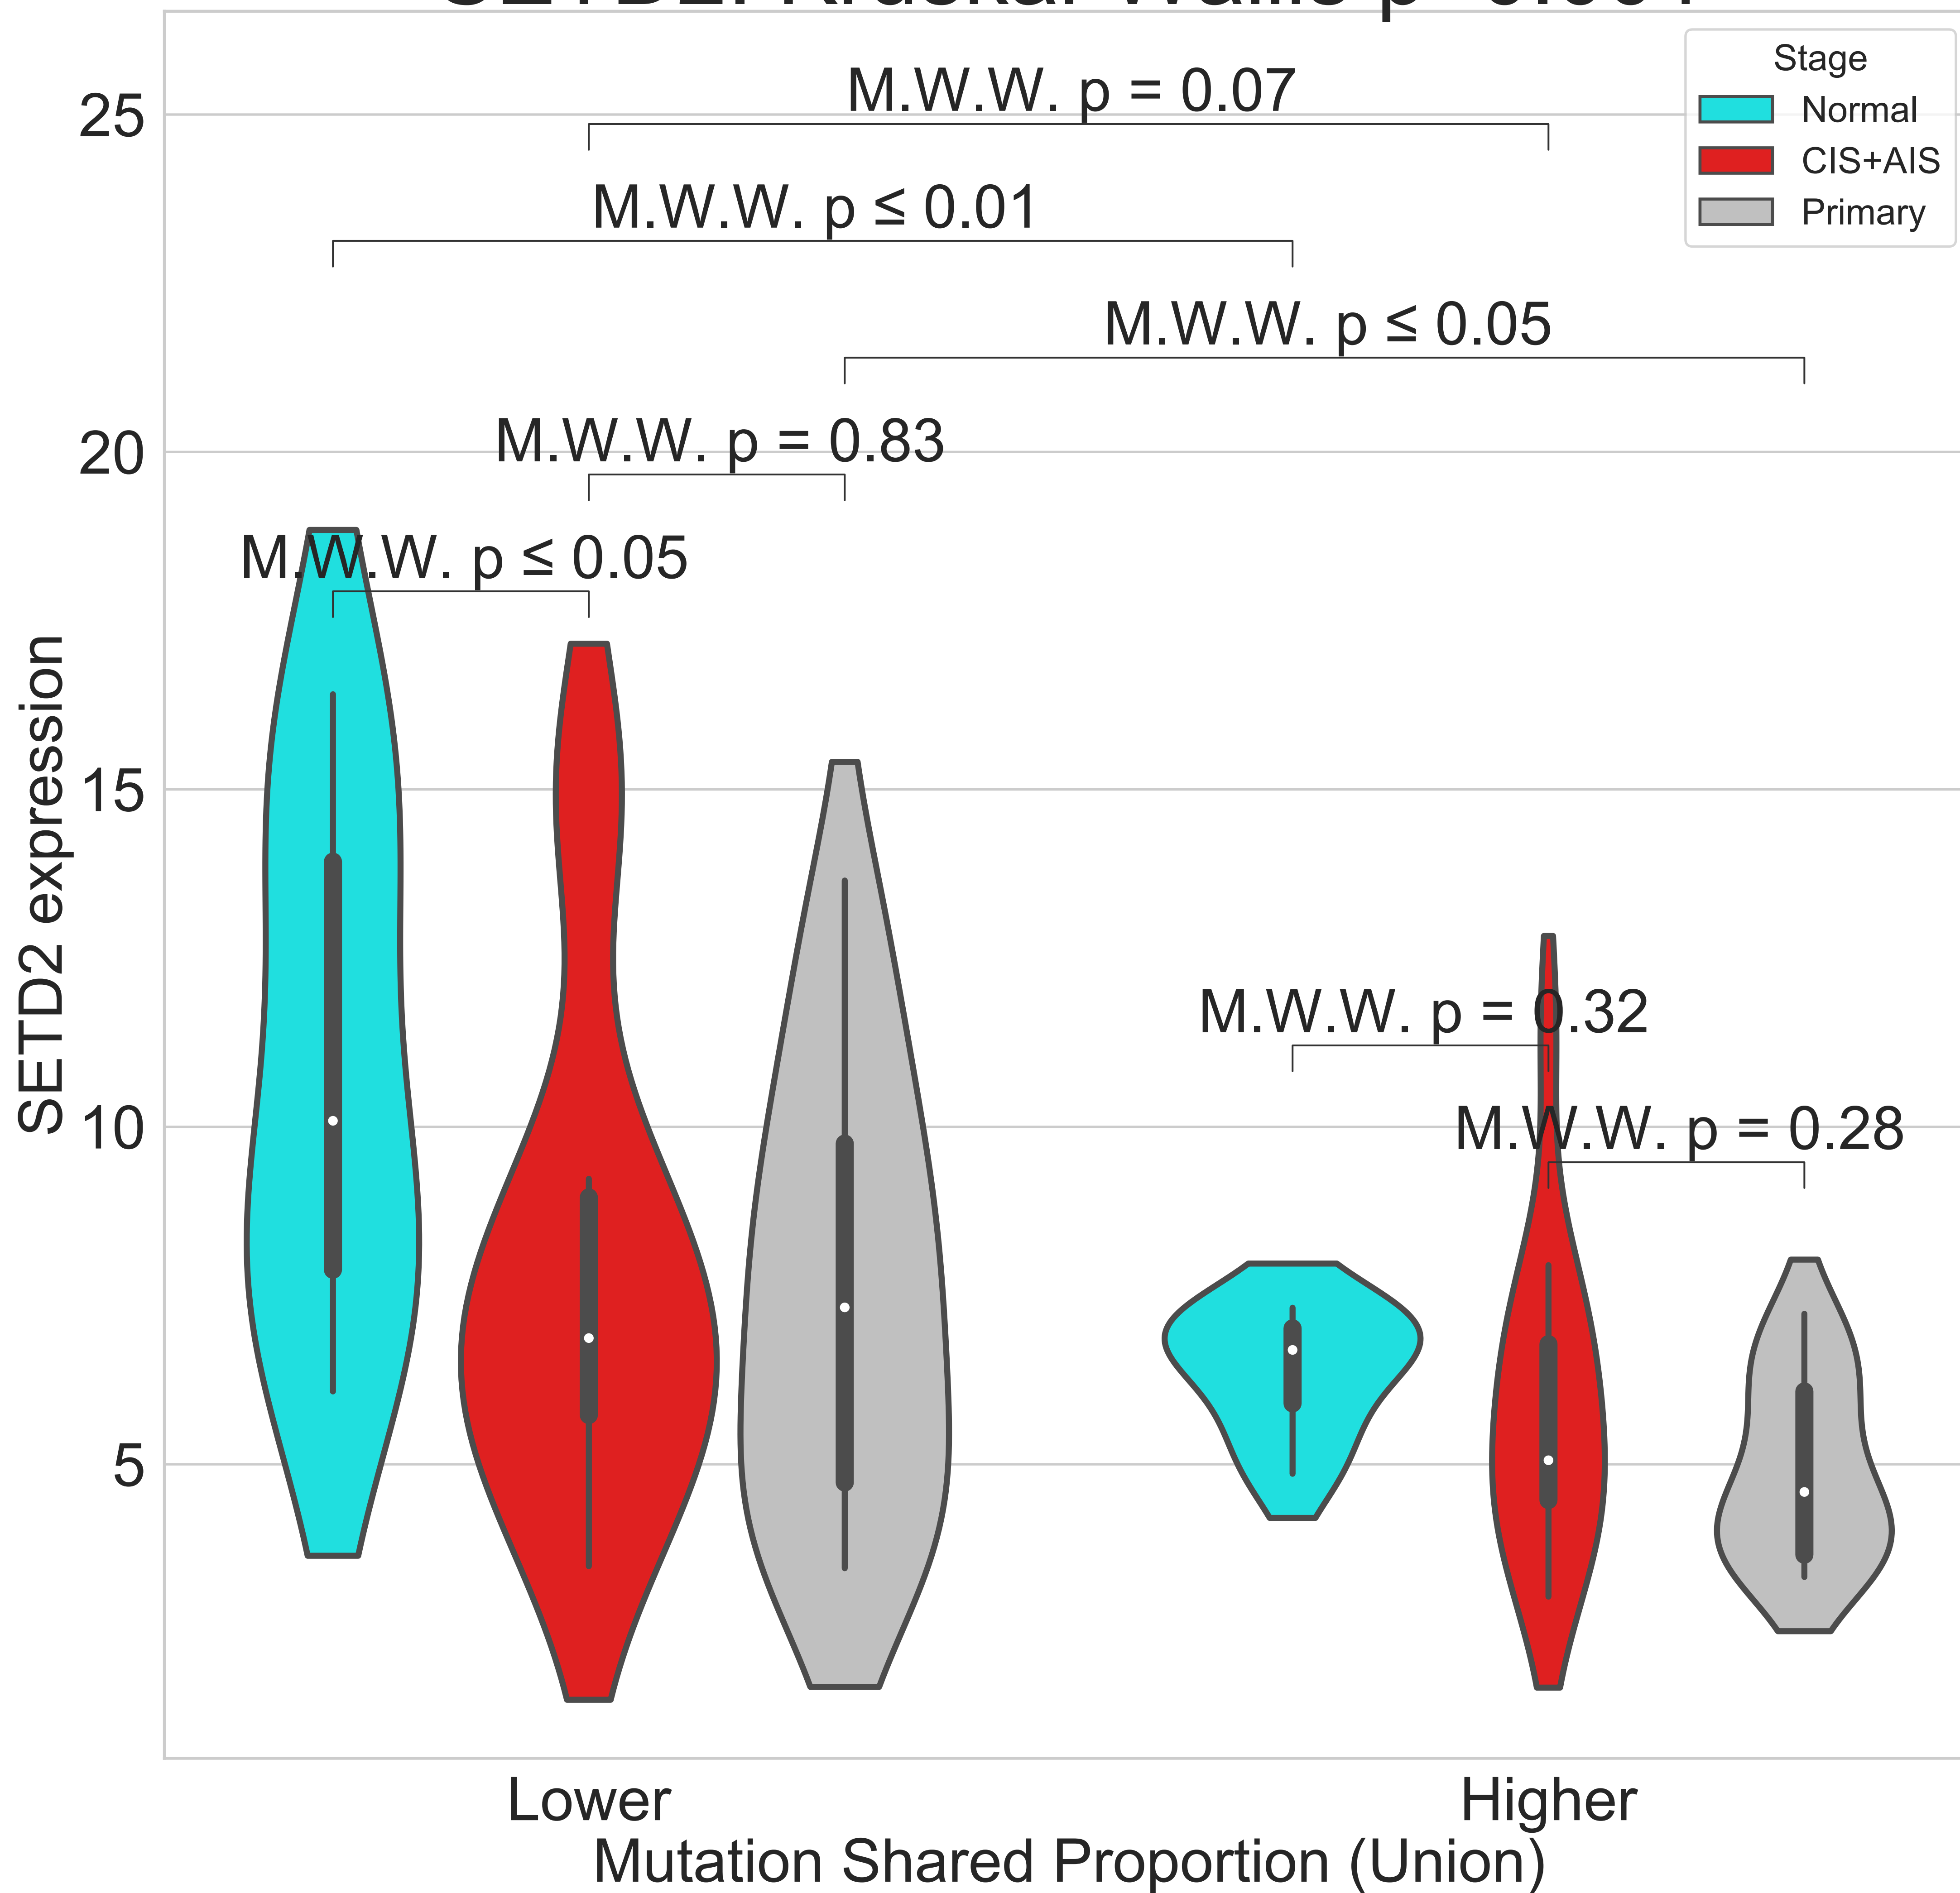 Stage
Normal
CIS+AIS
Primary
M.W.W. p = 0.07
M.W.W. p ≤ 0.01
M.W.W. p ≤ 0.05
M.W.W. p = 0.83
M.W.W. p ≤ 0.05
M.W.W. p = 0.32
M.W.W. p = 0.28
25
20
15
10
5
SETD2 expression
Lower
Higher
Mutation Shared Proportion (Union)